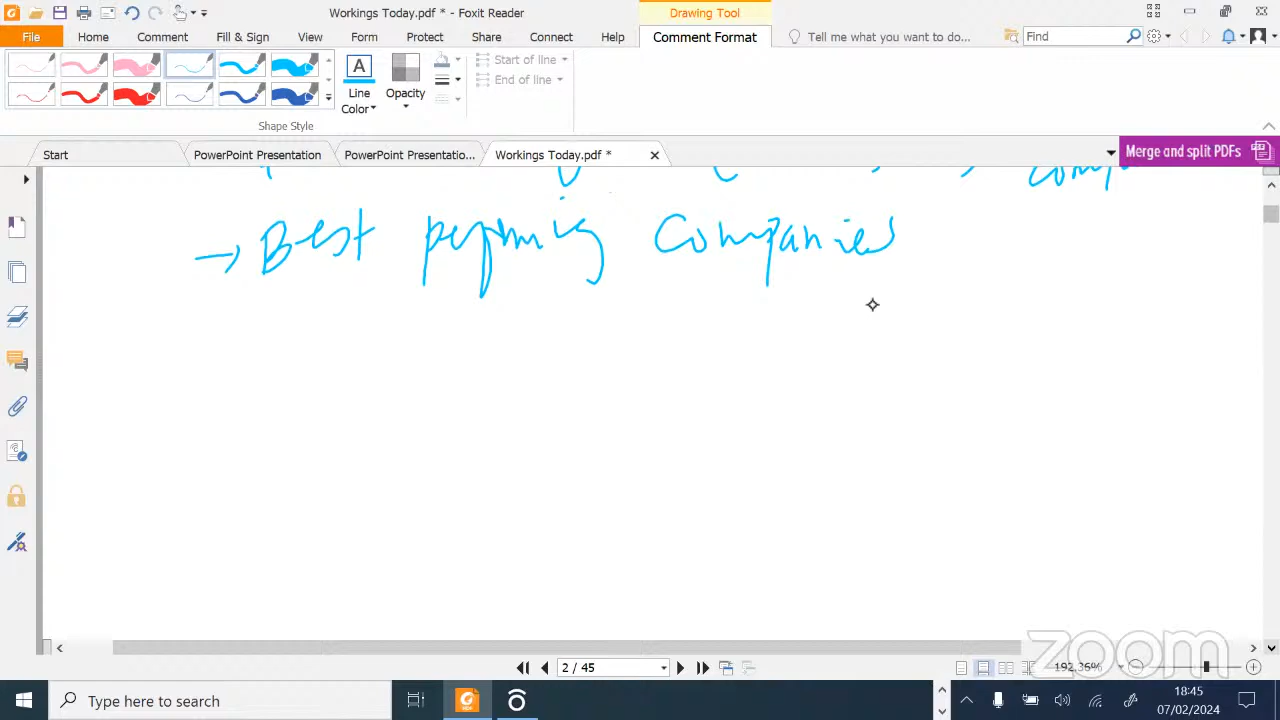 Workings Today.pdf * - Foxit Reader
Drawing Tool
File Home Comment Fill & Sign View Form Protect Share Connect Help Comment Format Tell me what you want to do... Find
Start of line
End of line
Line Color
Opacity
Shape Style
Start PowerPoint Presentation PowerPoint Presentatio... Workings Today.pdf * Merge and split PDFs
→ Best Companies
zoom
2 / 45 192.36%
Type here to search
18:45
07/02/2024